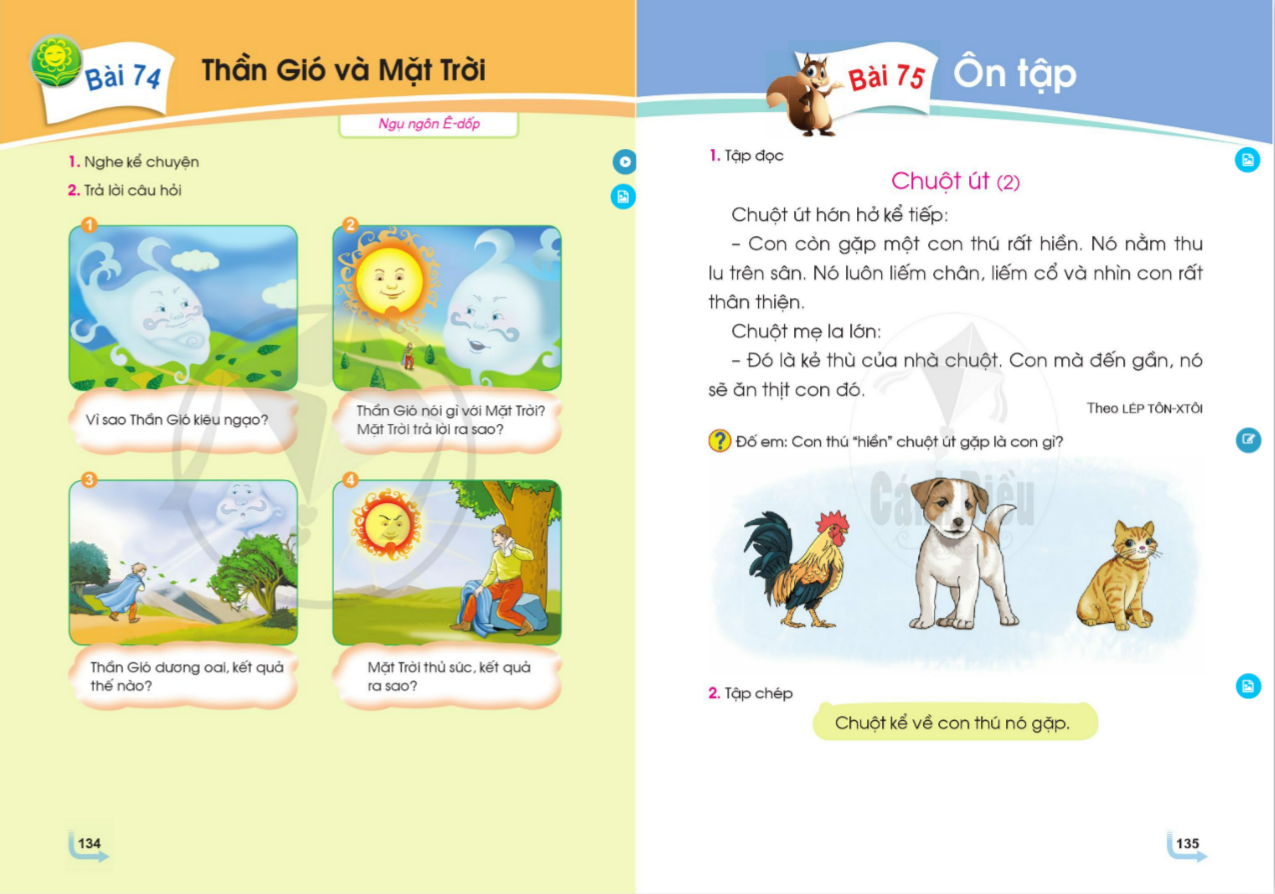 Bài 74
Thần Gió và Mặt Trời
Ngụ ngôn Ê-dốp
1. Nghe kể chuyện
2. Trả lời câu hỏi
1
2
Vì sao Thần Gió kiêu ngạo?
Thần Gió nói gì với Mặt Trời?
Mặt Trời trả lời ra sao?
3
4
Thần Gió dương oai, kết quả
thế nào?
Mặt Trời thủ sức, kết quả
ra sao?
134
Bài 75
Ôn tập
1. Tập đọc
Chuột út (2)
Chuột út hớn hở kể tiếp:
– Con còn gặp một con thú rất hiền. Nó nằm thu
lu trên sân. Nó luôn liếm chân, liếm cổ và nhìn con rất
thân thiện.
Chuột mẹ la lớn:
– Đó là kẻ thù của nhà chuột. Con mà đến gần, nó
sẽ ăn thịt con đó.
Theo LÉP TÔN-XTÔI
? Đố em: Con thú "hiền" chuột út gặp là con gì?
Cánh Diều
2. Tập chép
Chuột kể về con thú nó gặp.
135